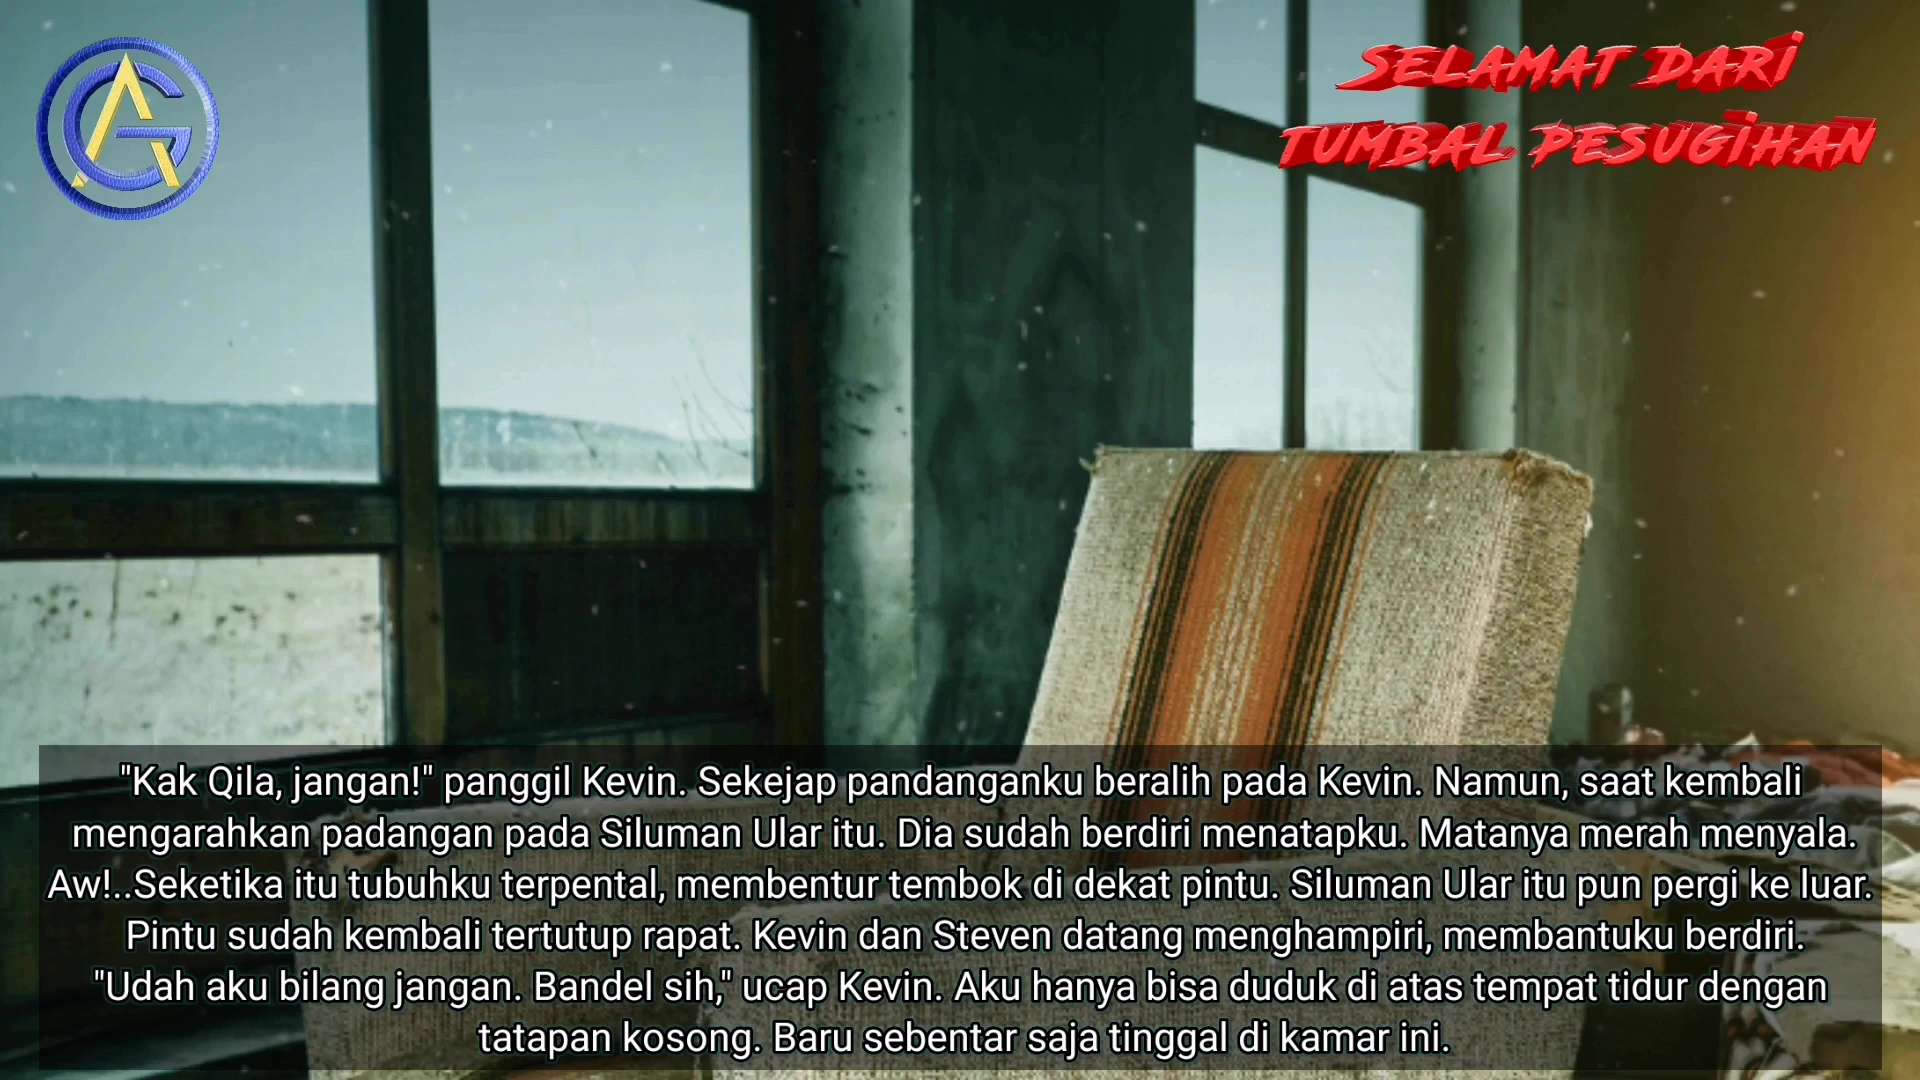 SELAMAT DARI
TUMBAL PESUGIHAN
"Kak Qila, jangan!" panggil Kevin. Sekejap pandanganku beralih pada Kevin. Namun, saat kembali
mengarahkan padangan pada Siluman Ular itu. Dia sudah berdiri menatapku. Matanya merah menyala.
Aw!..Seketika itu tubuhku terpental, membentur tembok di dekat pintu. Siluman Ular itu pun pergi ke luar.
Pintu sudah kembali tertutup rapat. Kevin dan Steven datang menghampiri, membantuku berdiri.
"Udah aku bilang jangan. Bandel sih," ucap Kevin. Aku hanya bisa duduk di atas tempat tidur dengan
tatapan kosong. Baru sebentar saja tinggal di kamar ini.